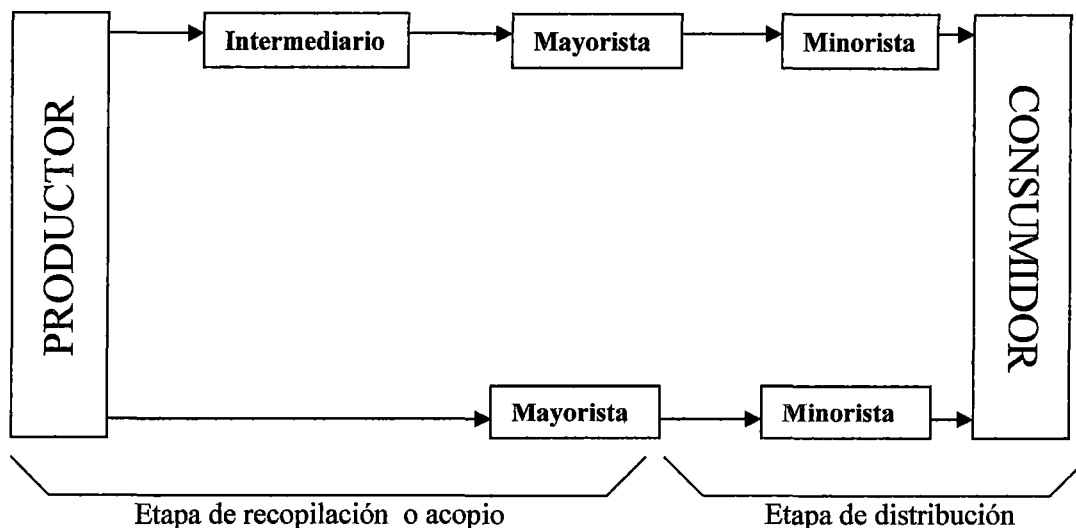 PRODUCTOR
Intermediario
Mayorista
Minorista
CONSUMIDOR
Mayorista
Minorista
Etapa de recopilación o acopio
Etapa de distribución